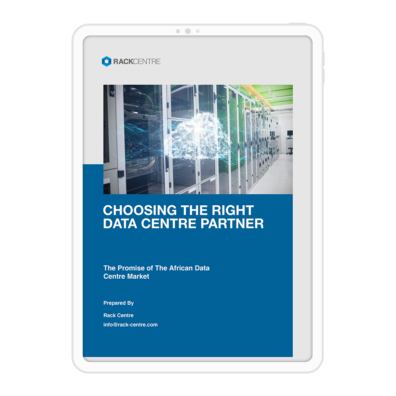 RACKCENTRE
CHOOSING THE RIGHT
DATA CENTRE PARTNER
The Promise of The African Data
Centre Market
Prepared By
Rack Centre
info@rack-centre.com